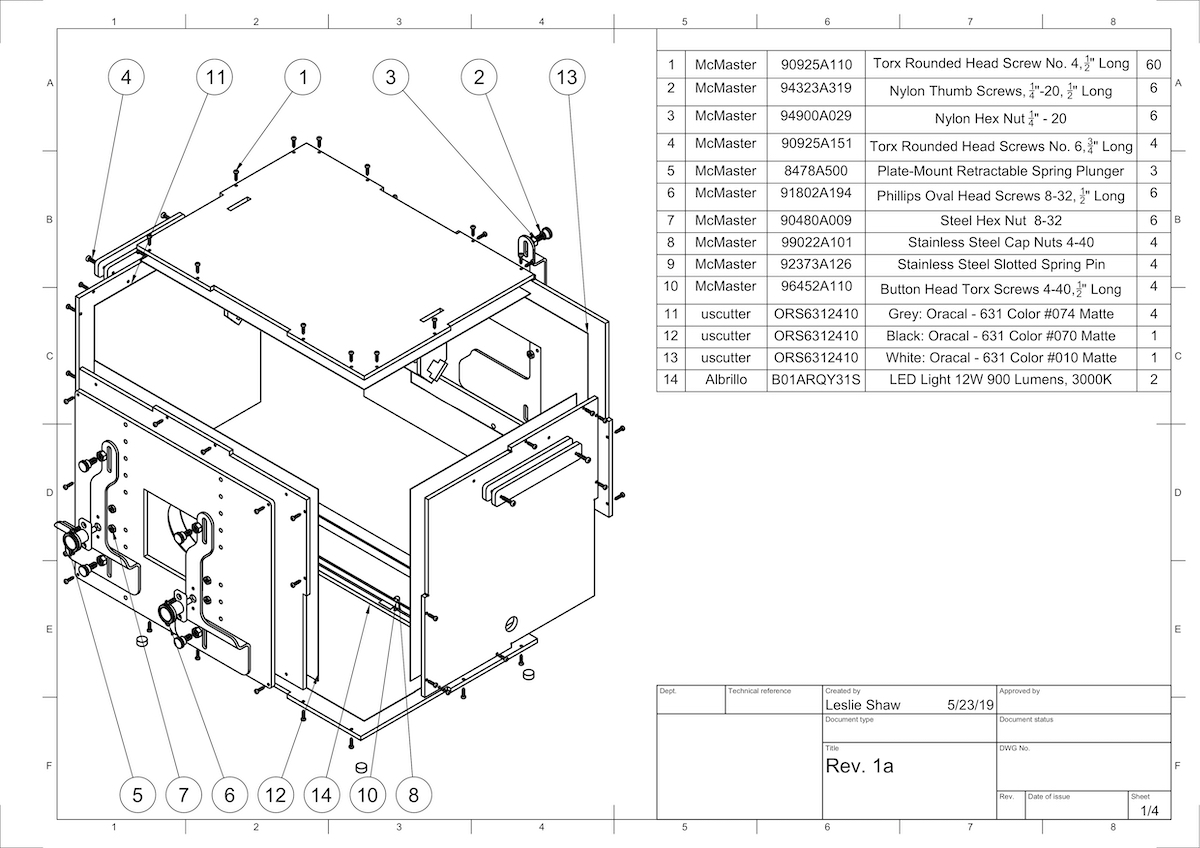 1 2 3 4 5 6 7 8
A A
B B
C C
D D
E E
F F
4 11 1 3 2 13
1 McMaster 90925A110 Torx Rounded Head Screw No. 4,½" Long 60
2 McMaster 94323A319 Nylon Thumb Screws, ¼"-20, ½" Long 6
3 McMaster 94900A029 Nylon Hex Nut ¼" - 20 6
4 McMaster 90925A151 Torx Rounded Head Screws No. 6,¾" Long 4
5 McMaster 8478A500 Plate-Mount Retractable Spring Plunger 3
6 McMaster 91802A194 Phillips Oval Head Screws 8-32, ½" Long 6
7 McMaster 90480A009 Steel Hex Nut 8-32 6
8 McMaster 99022A101 Stainless Steel Cap Nuts 4-40 4
9 McMaster 92373A126 Stainless Steel Slotted Spring Pin 4
10 McMaster 96452A110 Button Head Torx Screws 4-40,½" Long 4
11 uscutter ORS6312410 Grey: Oracal - 631 Color #074 Matte 4
12 uscutter ORS6312410 Black: Oracal - 631 Color #070 Matte 1
13 uscutter ORS6312410 White: Oracal - 631 Color #010 Matte 1
14 Albrillo B01ARQY31S LED Light 12W 900 Lumens, 3000K 2
5 7 6 12 14 10 8
Dept. Technical reference Created by Approved by
Leslie Shaw 5/23/19
Document type Document status
Title DWG No.
Rev. 1a
Rev. Date of issue Sheet
1/4
1 2 3 4 5 6 7 8